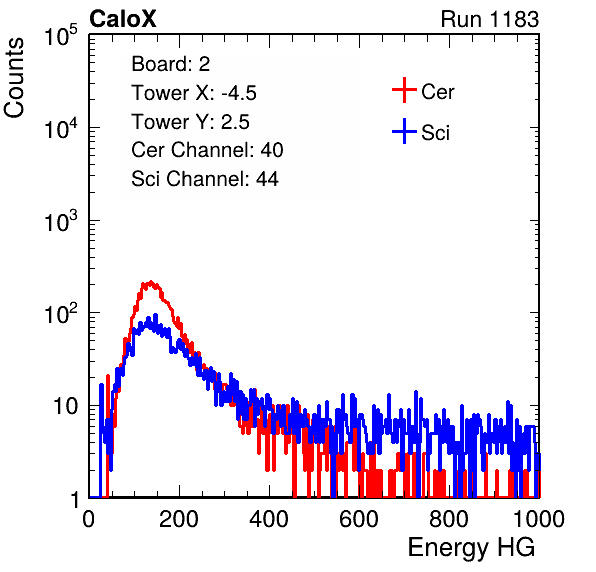 CaloX Run 1183
Counts
10^5
10^4
10^3
10^2
10
1
Board: 2
Tower X: -4.5
Tower Y: 2.5
Cer Channel: 40
Sci Channel: 44
Cer
Sci
0 200 400 600 800 1000
Energy HG